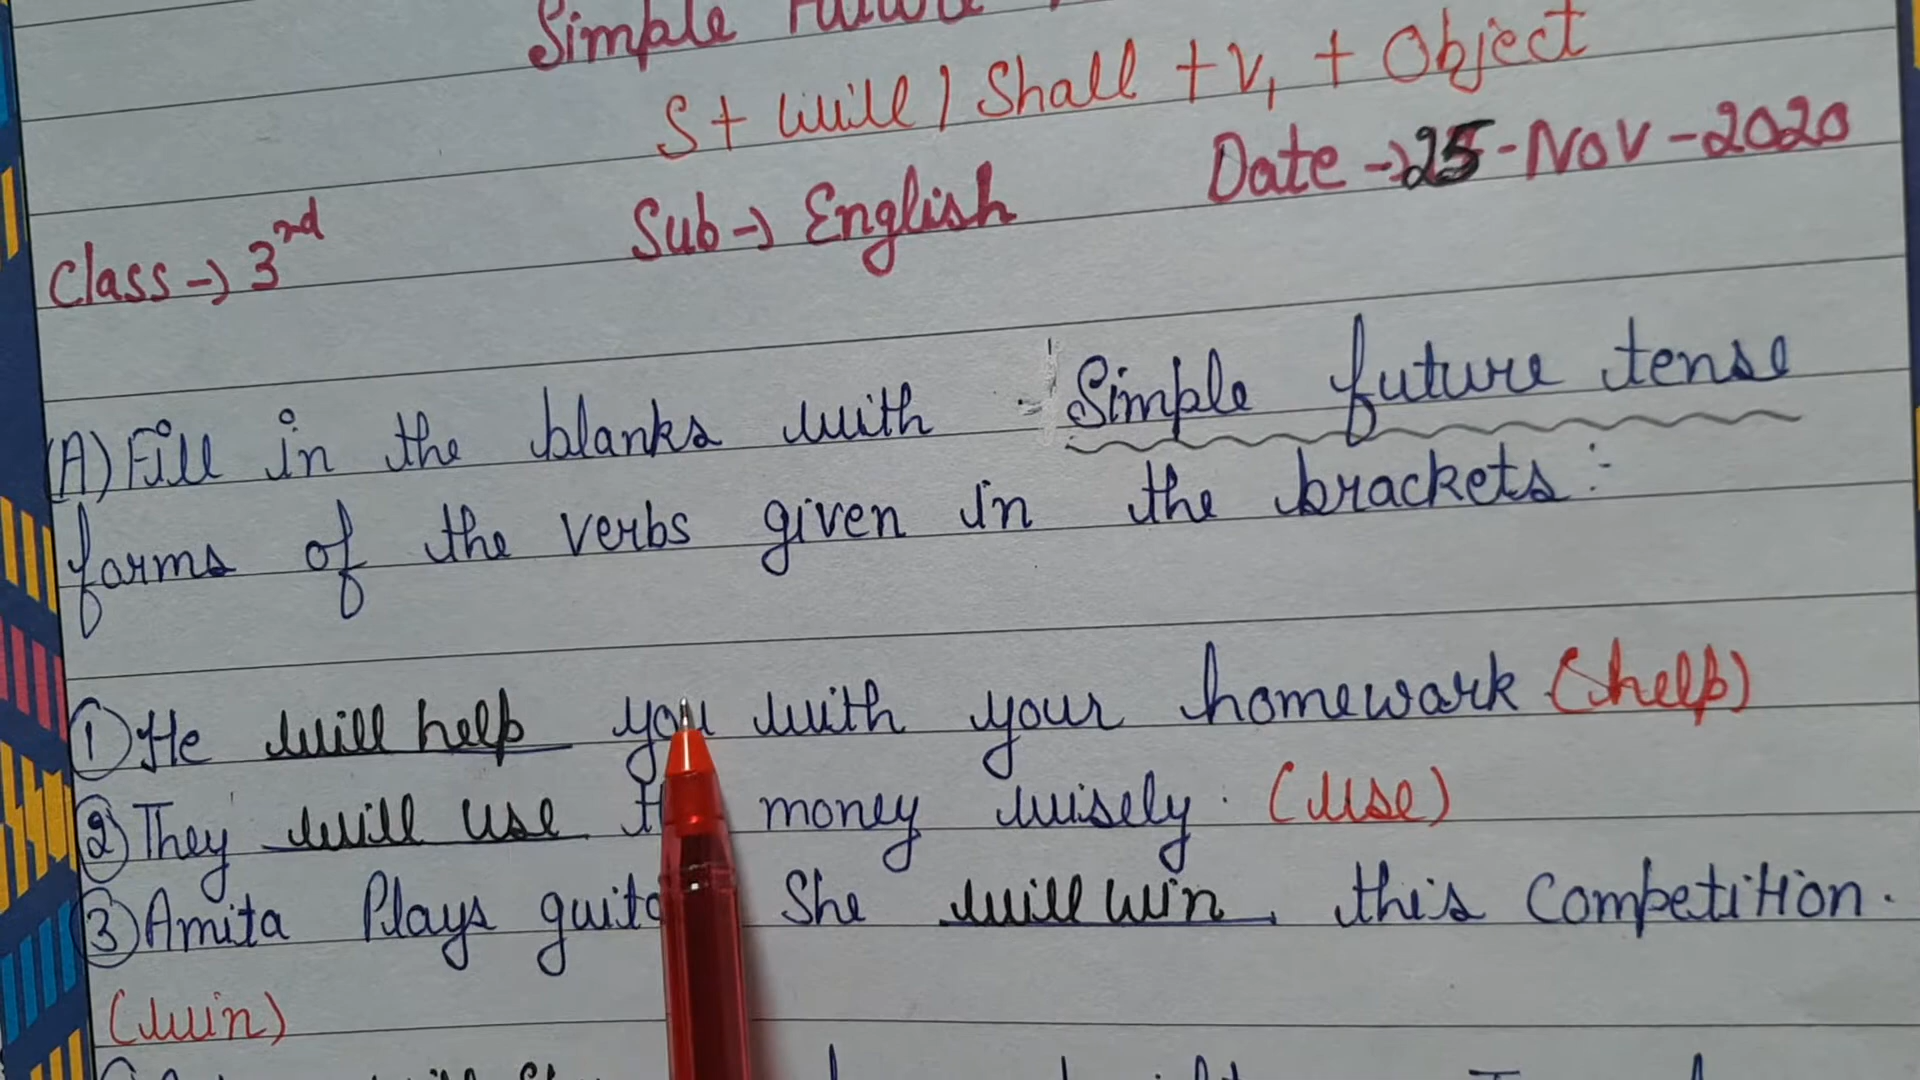 Simple Future
S + will / Shall + V1 + Object
Class → 3rd Sub → English Date → 25 - Nov - 2020
(A) Fill in the blanks with Simple future tense
forms of the verbs given in the brackets :-
① He will help you with your homework (help)
② They will use money wisely. (use)
③ Amita Plays She will win this Competition.
(win)